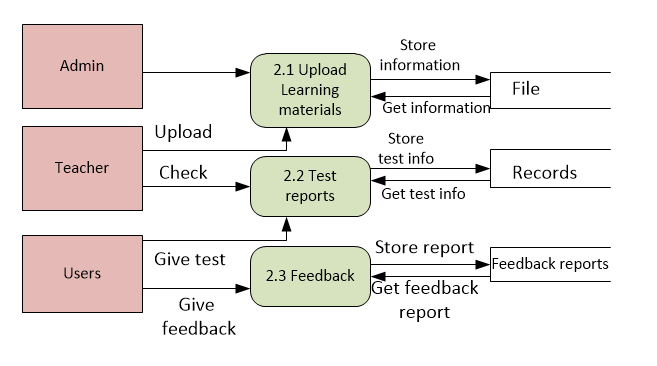 Admin
Teacher
Users
Upload
Check
Give test
Give
feedback
2.1 Upload
Learning
materials
2.2 Test
reports
2.3 Feedback
Store
information
Get information
Store
test info
Get test info
Store report
Get feedback
report
File
Records
Feedback reports